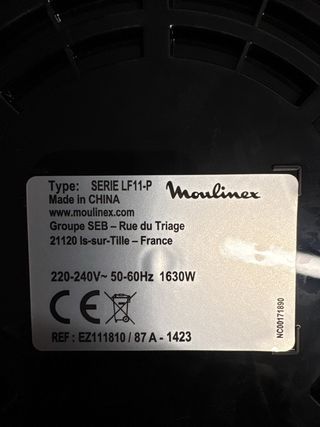 Type: SERIE LF11-P Moulinex
Made in CHINA
www.moulinex.com
Groupe SEB – Rue du Triage
21120 Is-sur-Tille – France
220-240V~ 50-60Hz 1630W
CE
REF : EZ111810 / 87 A - 1423
NC00171890